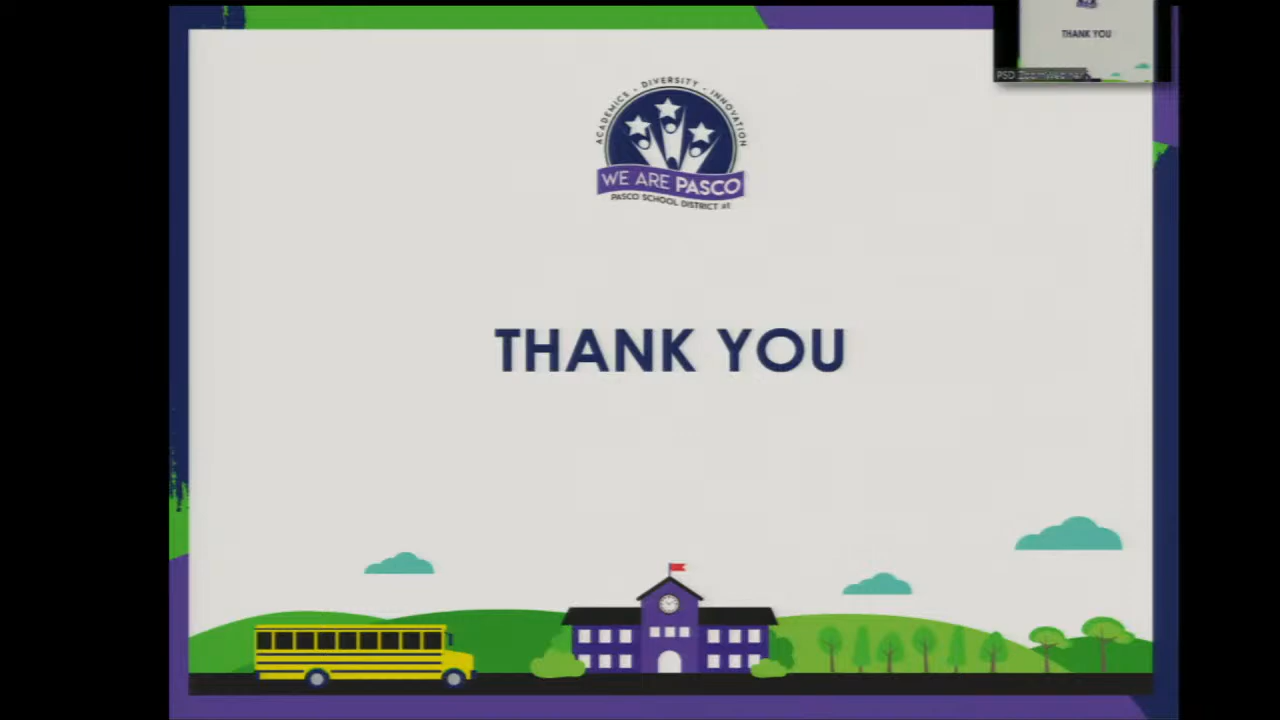 ACADEMICS • DIVERSITY • INNOVATION
WE ARE PASCO
PASCO SCHOOL DISTRICT #1
THANK YOU
THANK YOU